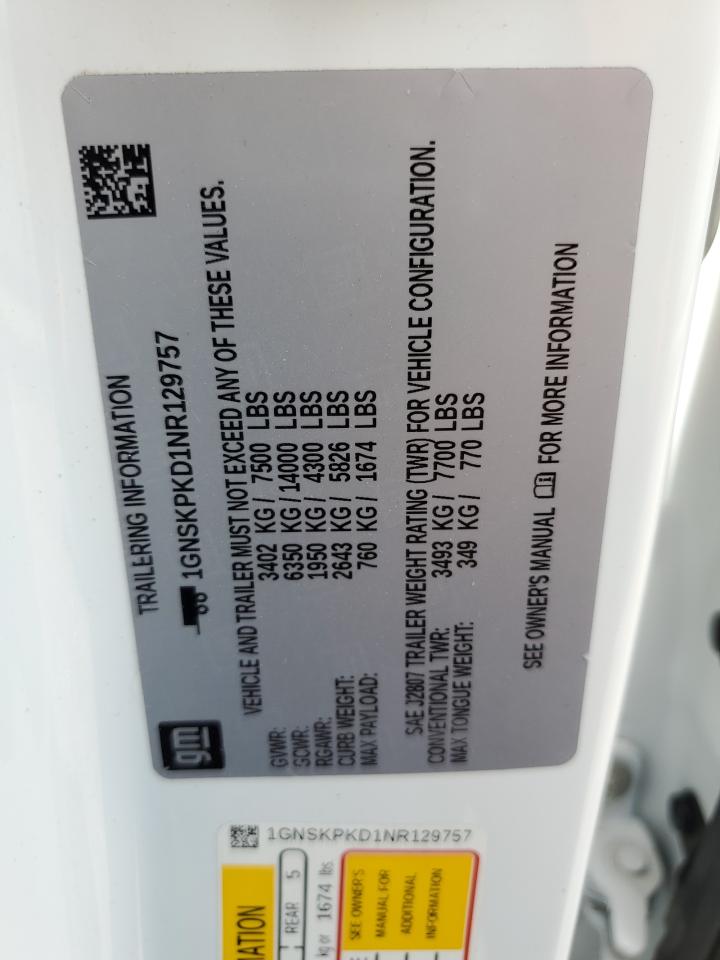 TRAILERING INFORMATION
1GNSKPKD1NR129757
VEHICLE AND TRAILER MUST NOT EXCEED ANY OF THESE VALUES.
GVWR: 3402 KG / 7500 LBS
GCWR: 6350 KG / 14000 LBS
RGAWR: 1950 KG / 4300 LBS
CURB WEIGHT: 2643 KG / 5826 LBS
MAX PAYLOAD: 760 KG / 1674 LBS
SAE J2807 TRAILER WEIGHT RATING (TWR) FOR VEHICLE CONFIGURATION.
CONVENTIONAL TWR: 3493 KG / 7700 LBS
MAX TONGUE WEIGHT: 349 KG / 770 LBS
SEE OWNER'S MANUAL FOR MORE INFORMATION
gm
1GNSKPKD1NR129757
MATION
REAR 5
kg or 1674 lbs
SEE OWNER'S
MANUAL FOR
ADDITIONAL
INFORMATION